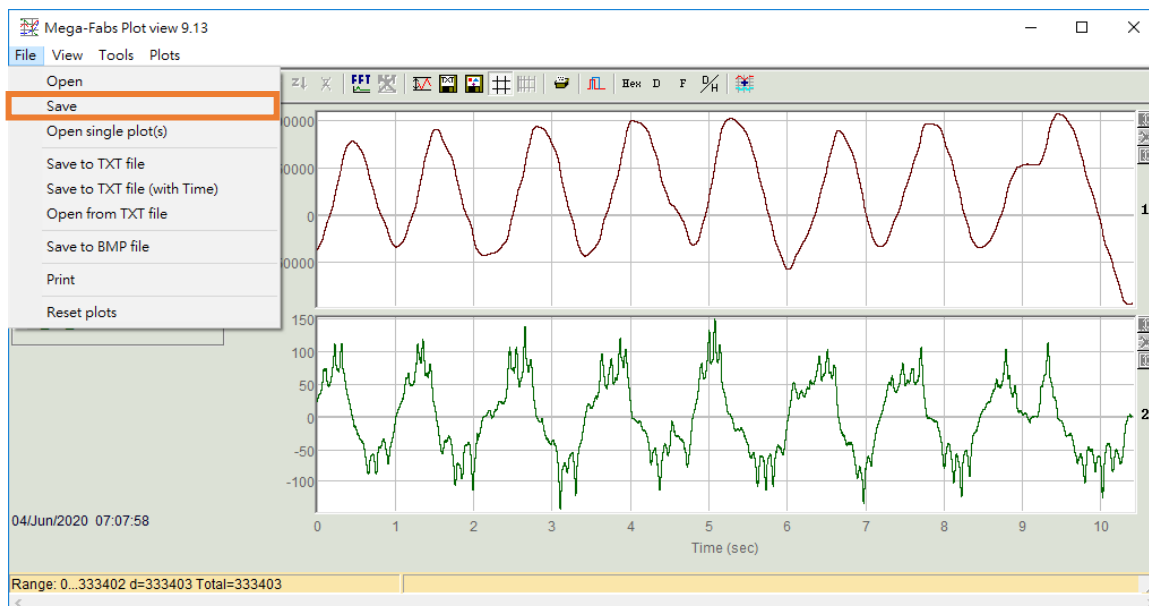 Mega-Fabs Plot view 9.13
File View Tools Plots
Open
Save
Open single plot(s)
Save to TXT file
Save to TXT file (with Time)
Open from TXT file
Save to BMP file
Print
Reset plots
FFT TXT Hex D F D/H
0
1
150
100
50
0
-50
-100
2
0 1 2 3 4 5 6 7 8 9 10
Time (sec)
04/Jun/2020 07:07:58
Range: 0...333402 d=333403 Total=333403